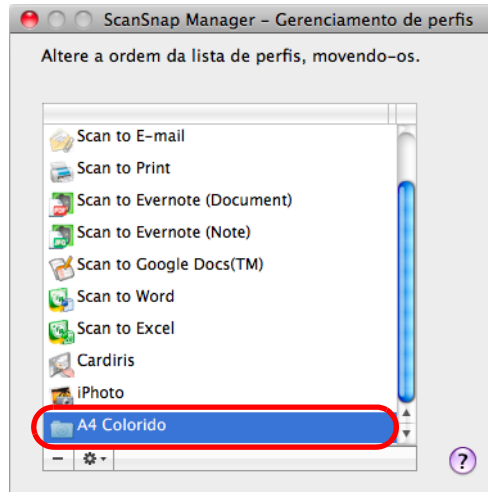 ScanSnap Manager – Gerenciamento de perfis
Altere a ordem da lista de perfis, movendo-os.
Scan to E-mail
Scan to Print
Scan to Evernote (Document)
Scan to Evernote (Note)
Scan to Google Docs(TM)
Scan to Word
Scan to Excel
Cardiris
iPhoto
A4 Colorido
?